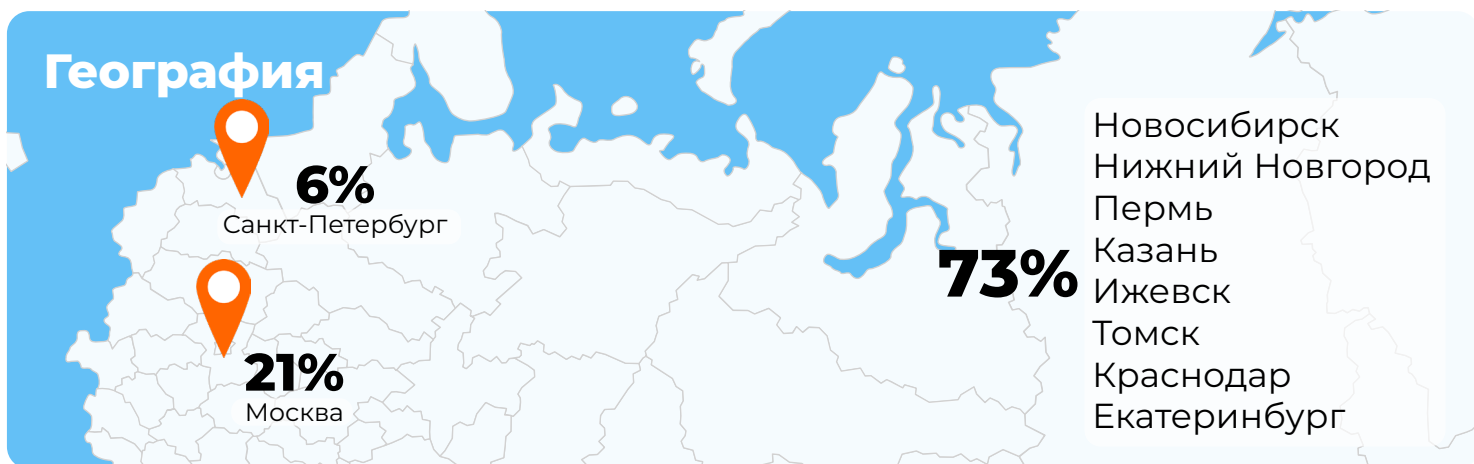 География
6%
Санкт-Петербург
21%
Москва
73%
Новосибирск
Нижний Новгород
Пермь
Казань
Ижевск
Томск
Краснодар
Екатеринбург